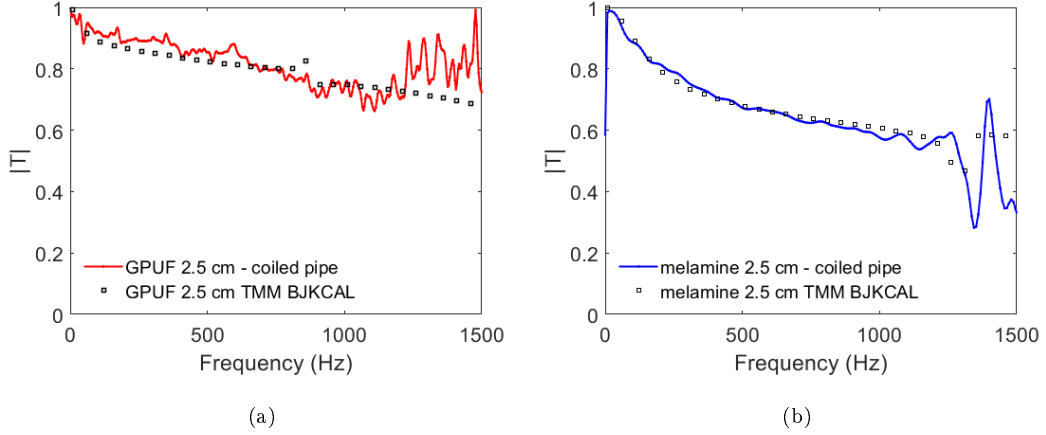 1
0.8
0.6
0.4
0.2
0
|T|
GPUF 2.5 cm - coiled pipe
GPUF 2.5 cm TMM BJKCAL
0 500 1000 1500
Frequency (Hz)
(a)
1
0.8
0.6
0.4
0.2
0
|T|
melamine 2.5 cm - coiled pipe
melamine 2.5 cm TMM BJKCAL
0 500 1000 1500
Frequency (Hz)
(b)